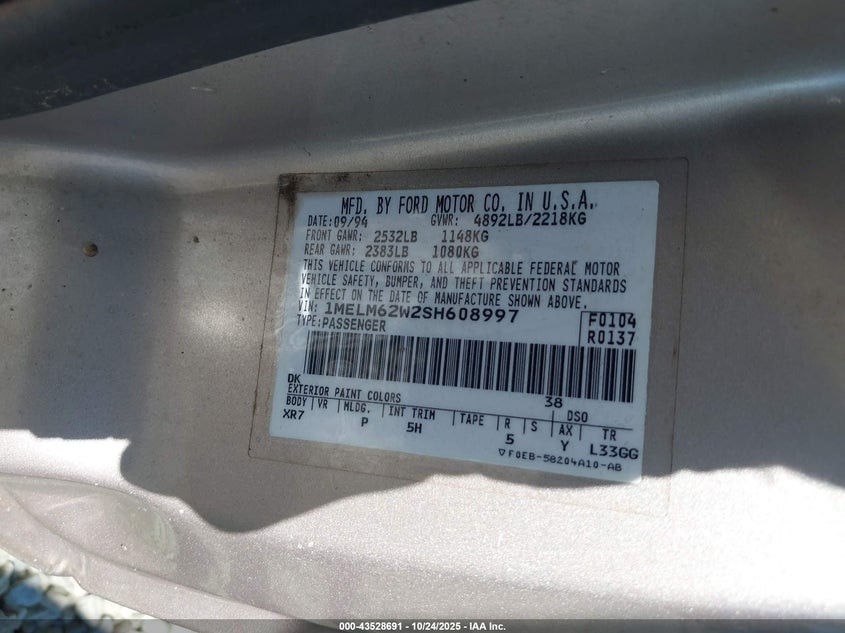 MFD. BY FORD MOTOR CO. IN U.S.A.
DATE: 09/94 GVWR: 4892LB/2218KG
FRONT GAWR: 2532LB 1148KG
REAR GAWR: 2383LB 1080KG
THIS VEHICLE CONFORMS TO ALL APPLICABLE FEDERAL MOTOR
VEHICLE SAFETY, BUMPER, AND THEFT PREVENTION STANDARDS
IN EFFECT ON THE DATE OF MANUFACTURE SHOWN ABOVE.
VIN: 1MELM62W2SH608997 F0104
TYPE: PASSENGER R0137
DK 38
EXTERIOR PAINT COLORS DSO
BODY VR MLDG. INT TRIM TAPE R S AX TR
XR7 P 5H 5 Y L33GG
▽F0EB-58204A10-AB
000-43528691 - 10/24/2025 - IAA Inc.